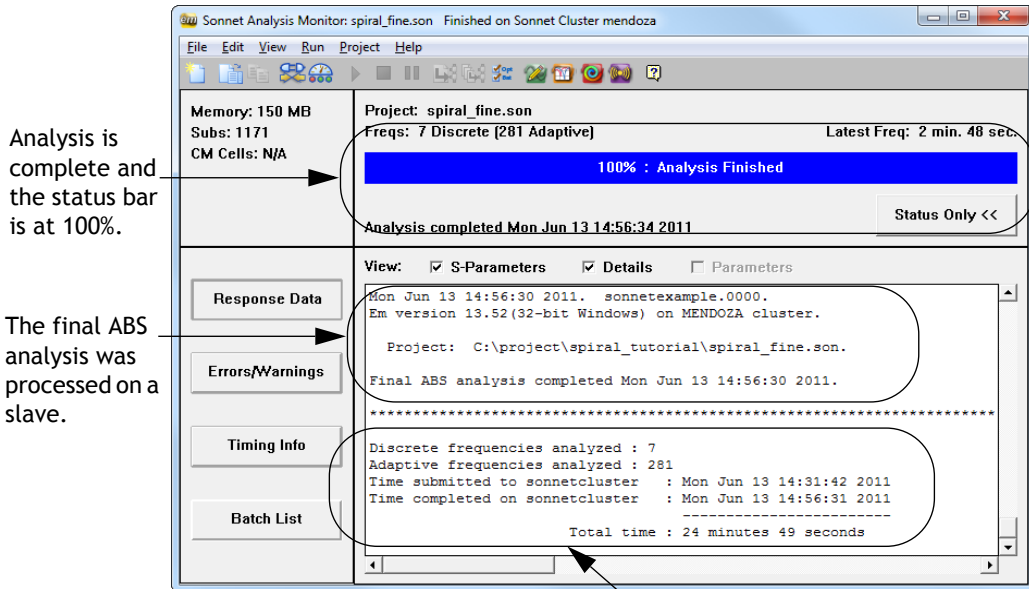 Sonnet Analysis Monitor: spiral_fine.son   Finished on Sonnet Cluster mendoza
File Edit View Run Project Help
Memory: 150 MB
Subs: 1171
CM Cells: N/A
Project: spiral_fine.son
Freqs: 7 Discrete (281 Adaptive)
Latest Freq: 2 min. 48 sec.
100% : Analysis Finished
Status Only <<
Analysis completed Mon Jun 13 14:56:34 2011
Analysis is
complete and
the status bar
is at 100%.
View: S-Parameters Details Parameters
Response Data
Errors/Warnings
Timing Info
Batch List
The final ABS
analysis was
processed on a
slave.
Mon Jun 13 14:56:30 2011.  sonnetexample.0000.
Em version 13.52(32-bit Windows) on MENDOZA cluster.
Project:  C:\project\spiral_tutorial\spiral_fine.son.
Final ABS analysis completed Mon Jun 13 14:56:30 2011.
**************************************************************************
Discrete frequencies analyzed : 7
Adaptive frequencies analyzed : 281
Time submitted to sonnetcluster   : Mon Jun 13 14:31:42 2011
Time completed on sonnetcluster   : Mon Jun 13 14:56:31 2011
------------------------
Total time : 24 minutes 49 seconds